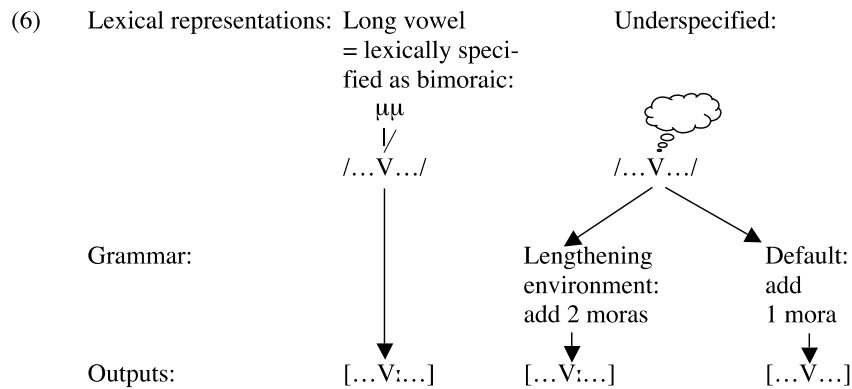 (6) Lexical representations: Long vowel Underspecified:
= lexically speci-
fied as bimoraic:
μμ
/…V…/ /…V…/
Grammar: Lengthening Default:
environment: add
add 2 moras 1 mora
Outputs: […Vː…] […Vː…] […V…]